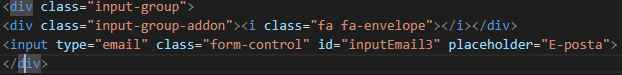 <div class="input-group">
<div class="input-group-addon"><i class="fa fa-envelope"></i></div>
<input type="email" class="form-control" id="inputEmail3" placeholder="E-posta">
</div>